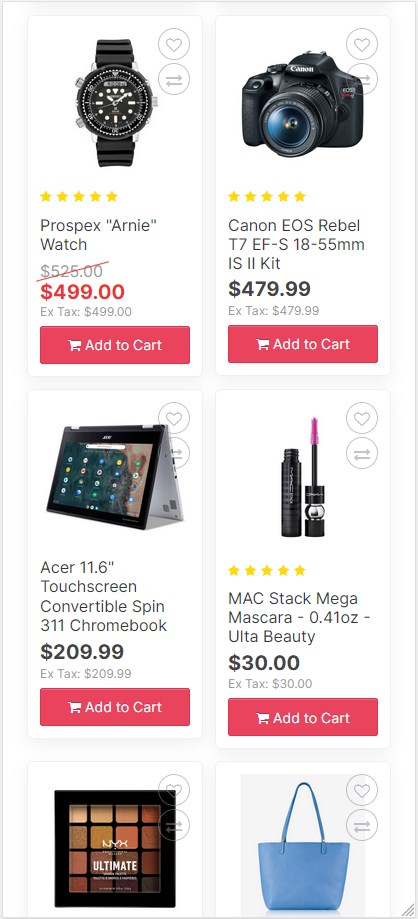 Prospex "Arnie"
Watch
$525.00
$499.00
Ex Tax: $499.00
Add to Cart
Canon
EOS
Canon EOS Rebel
T7 EF-S 18-55mm
IS II Kit
$479.99
Ex Tax: $479.99
Add to Cart
acer
Acer 11.6"
Touchscreen
Convertible Spin
311 Chromebook
$209.99
Ex Tax: $209.99
Add to Cart
MAC Stack Mega
Mascara - 0.41oz -
Ulta Beauty
$30.00
Ex Tax: $30.00
Add to Cart
NYX
ULTIMATE